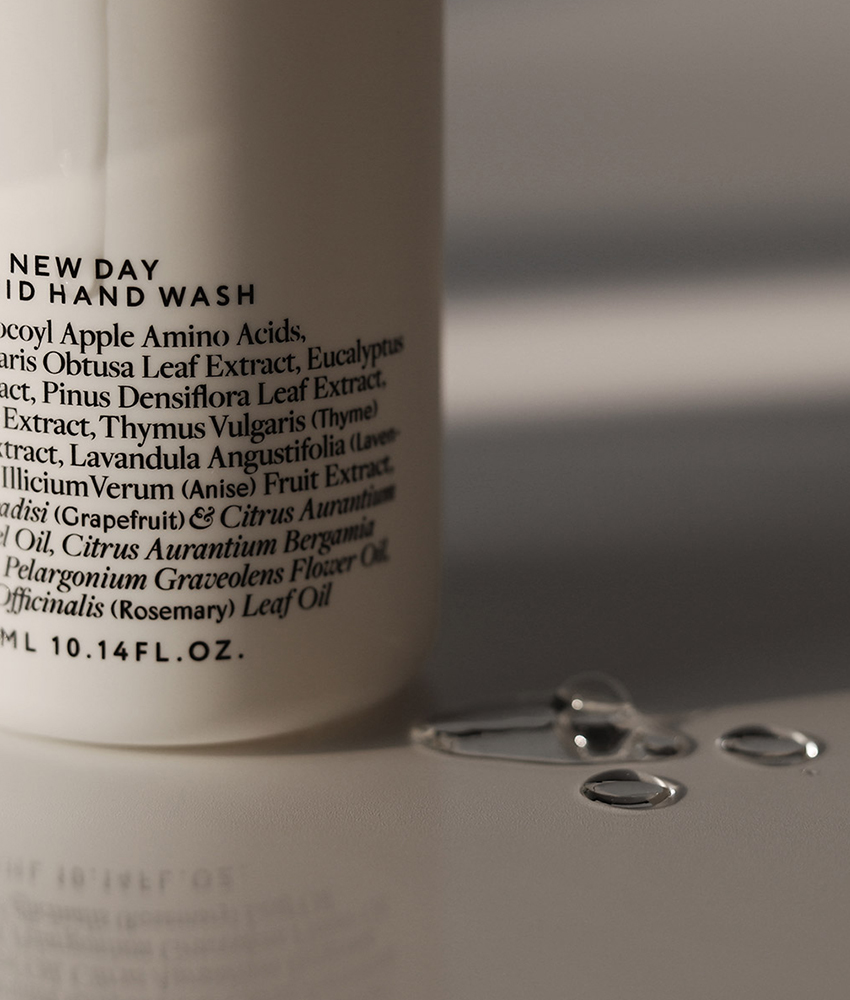 NEW DAY
ID HAND WASH
ocoyl Apple Amino Acids,
aris Obtusa Leaf Extract, Eucalyptus
act, Pinus Densiflora Leaf Extract,
Extract, Thymus Vulgaris (Thyme)
xtract, Lavandula Angustifolia (Laven-
IlliciumVerum (Anise) Fruit Extract,
adisi (Grapefruit) & Citrus Aurantium
el Oil, Citrus Aurantium Bergamia
Pelargonium Graveolens Flower Oil,
Officinalis (Rosemary) Leaf Oil
ML 10.14FL.OZ.